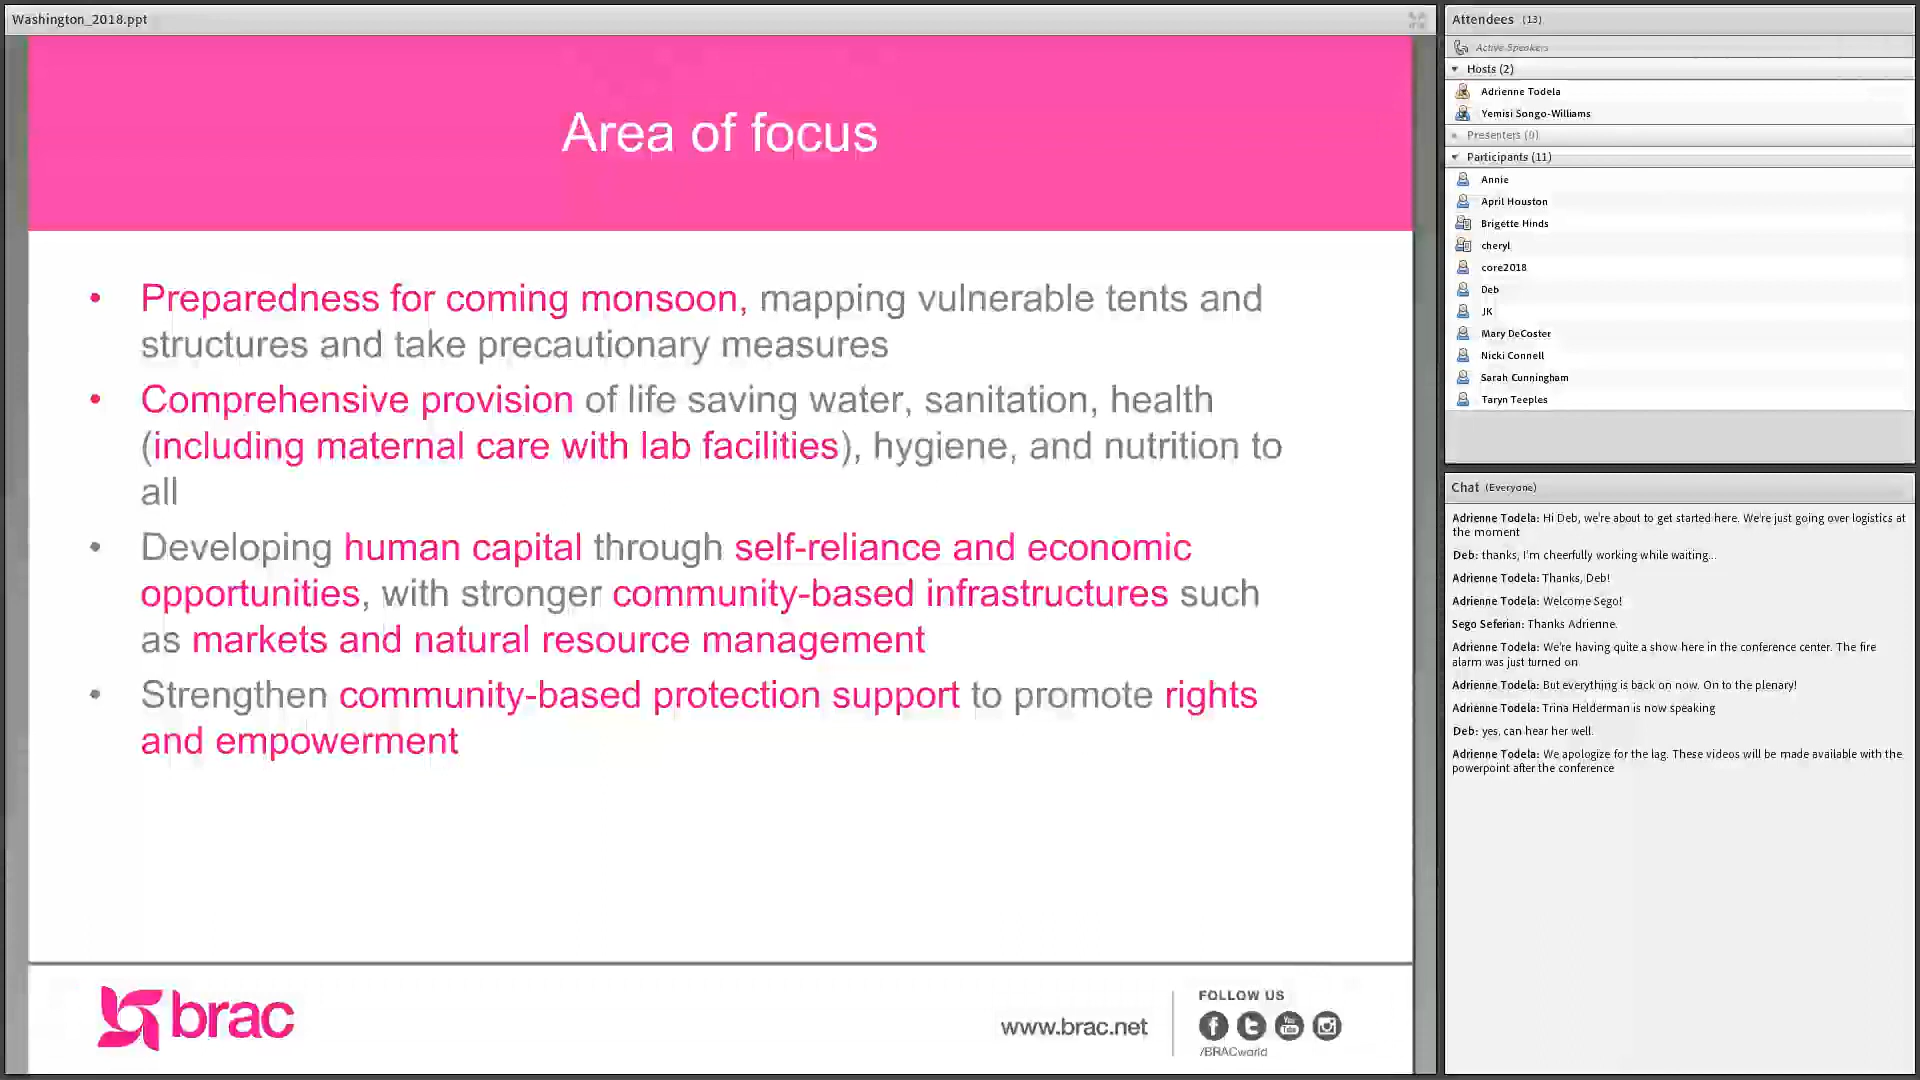 Washington_2018.ppt
Area of focus
• Preparedness for coming monsoon, mapping vulnerable tents and
structures and take precautionary measures
• Comprehensive provision of life saving water, sanitation, health
(including maternal care with lab facilities), hygiene, and nutrition to
all
• Developing human capital through self-reliance and economic
opportunities, with stronger community-based infrastructures such
as markets and natural resource management
• Strengthen community-based protection support to promote rights
and empowerment
brac
www.brac.net
FOLLOW US
You
Tube
/BRACworld
Attendees (13)
Active Speakers
Hosts (2)
Adrienne Todela
Yemisi Songo-Williams
Presenters (0)
Participants (11)
Annie
April Houston
Brigette Hinds
cheryl
core2018
Deb
JK
Mary DeCoster
Nicki Connell
Sarah Cunningham
Taryn Teeples
Chat (Everyone)
Adrienne Todela: Hi Deb, we're about to get started here. We're just going over logistics at
the moment
Deb: thanks, I'm cheerfully working while waiting...
Adrienne Todela: Thanks, Deb!
Adrienne Todela: Welcome Sego!
Sego Seferian: Thanks Adrienne.
Adrienne Todela: We're having quite a show here in the conference center. The fire
alarm was just turned on
Adrienne Todela: But everything is back on now. On to the plenary!
Adrienne Todela: Trina Helderman is now speaking
Deb: yes, can hear her well.
Adrienne Todela: We apologize for the lag. These videos will be made available with the
powerpoint after the conference